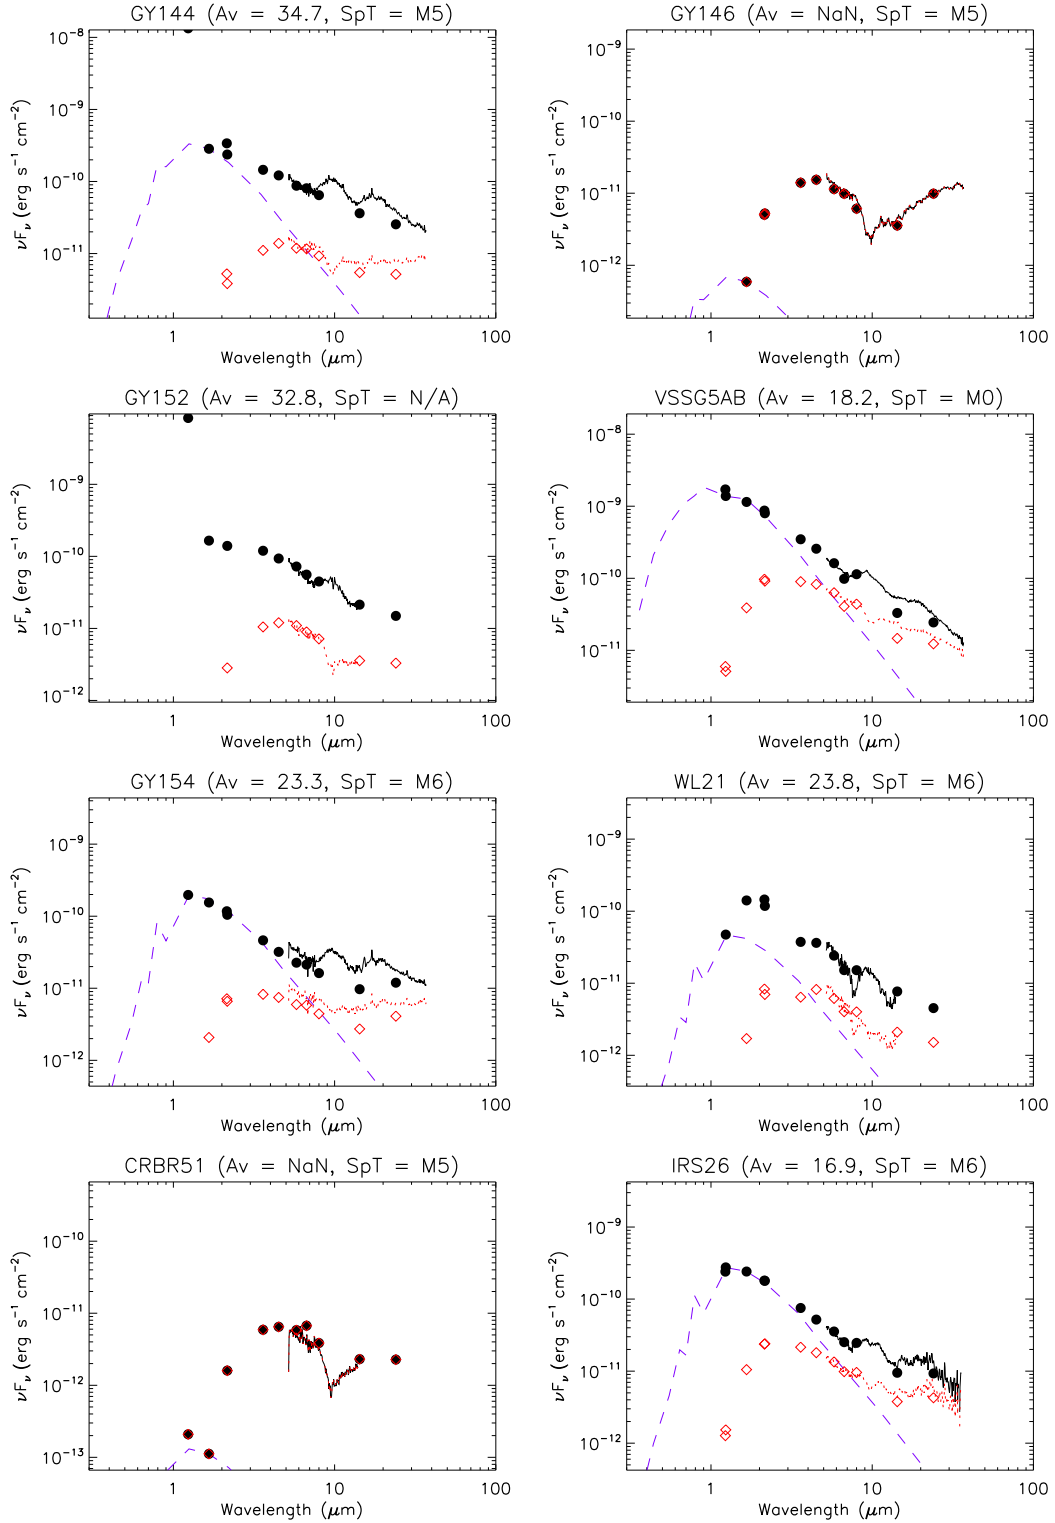 GY144 (Av = 34.7, SpT = M5)
10⁻⁸
10⁻⁹
10⁻¹⁰
10⁻¹¹
νFν (erg s⁻¹ cm⁻²)
1 10 100
Wavelength (μm)
GY146 (Av = NaN, SpT = M5)
10⁻⁹
10⁻¹⁰
10⁻¹¹
10⁻¹²
νFν (erg s⁻¹ cm⁻²)
1 10 100
Wavelength (μm)
GY152 (Av = 32.8, SpT = N/A)
10⁻⁹
10⁻¹⁰
10⁻¹¹
10⁻¹²
νFν (erg s⁻¹ cm⁻²)
1 10 100
Wavelength (μm)
VSSG5AB (Av = 18.2, SpT = M0)
10⁻⁸
10⁻⁹
10⁻¹⁰
10⁻¹¹
νFν (erg s⁻¹ cm⁻²)
1 10 100
Wavelength (μm)
GY154 (Av = 23.3, SpT = M6)
10⁻⁹
10⁻¹⁰
10⁻¹¹
10⁻¹²
νFν (erg s⁻¹ cm⁻²)
1 10 100
Wavelength (μm)
WL21 (Av = 23.8, SpT = M6)
10⁻⁹
10⁻¹⁰
10⁻¹¹
10⁻¹²
νFν (erg s⁻¹ cm⁻²)
1 10 100
Wavelength (μm)
CRBR51 (Av = NaN, SpT = M5)
10⁻¹⁰
10⁻¹¹
10⁻¹²
10⁻¹³
νFν (erg s⁻¹ cm⁻²)
1 10 100
Wavelength (μm)
IRS26 (Av = 16.9, SpT = M6)
10⁻⁹
10⁻¹⁰
10⁻¹¹
10⁻¹²
νFν (erg s⁻¹ cm⁻²)
1 10 100
Wavelength (μm)